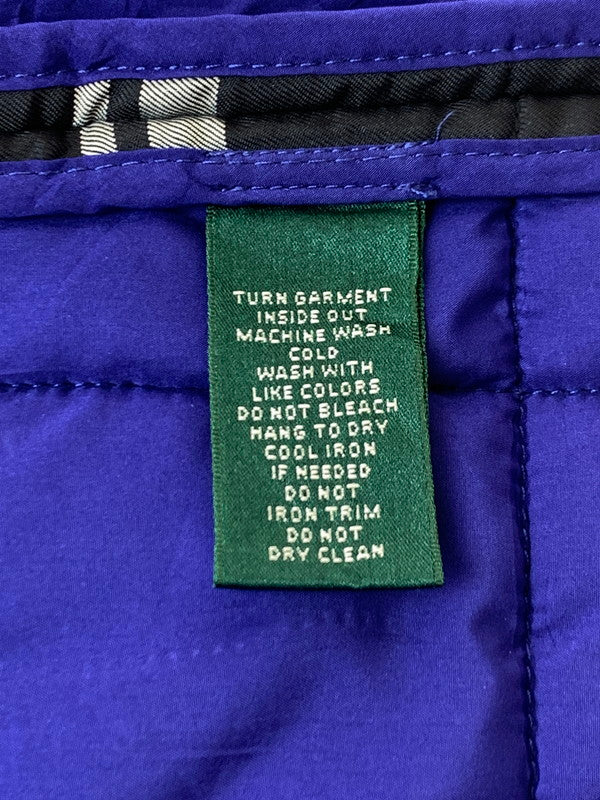 TURN GARMENT
INSIDE OUT
MACHINE WASH
COLD
WASH WITH
LIKE COLORS
DO NOT BLEACH
HANG TO DRY
COOL IRON
IF NEEDED
DO NOT
IRON TRIM
DO NOT
DRY CLEAN